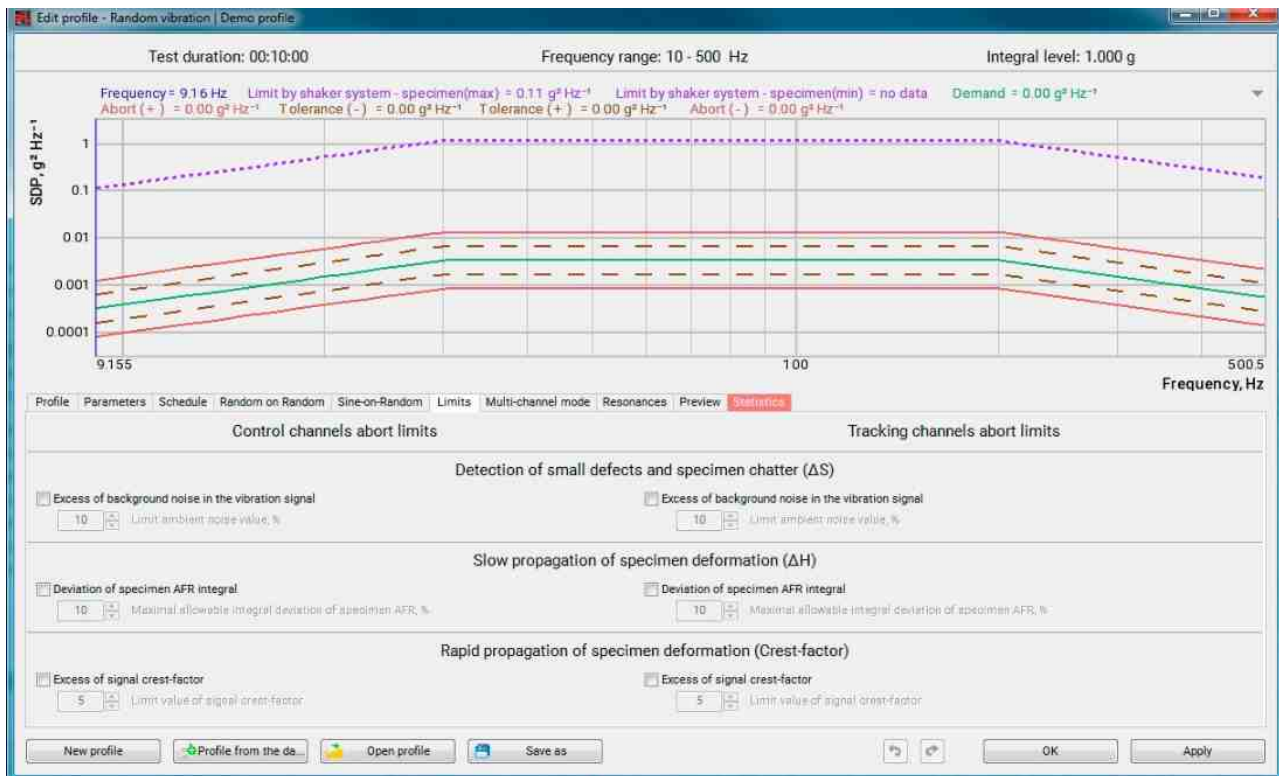 Edit profile - Random vibration | Demo profile
Test duration: 00:10:00 Frequency range: 10 - 500 Hz Integral level: 1.000 g
Frequency = 9.16 Hz Limit by shaker system - specimen(max) = 0.11 g² Hz⁻¹ Limit by shaker system - specimen(min) = no data Demand = 0.00 g² Hz⁻¹
Abort (+) = 0.00 g² Hz⁻¹ Tolerance (-) = 0.00 g² Hz⁻¹ Tolerance (+) = 0.00 g² Hz⁻¹ Abort (-) = 0.00 g² Hz⁻¹
SDP, g² Hz⁻¹
1
0.1
0.01
0.001
0.0001
9.155 100 500.5
Frequency, Hz
Profile Parameters Schedule Random on Random Sine-on-Random Limits Multi-channel mode Resonances Preview Statistics
Control channels abort limits Tracking channels abort limits
Detection of small defects and specimen chatter (ΔS)
Excess of background noise in the vibration signal Excess of background noise in the vibration signal
10 Limit ambient noise value, % 10 Limit ambient noise value, %
Slow propagation of specimen deformation (ΔH)
Deviation of specimen AFR integral Deviation of specimen AFR integral
10 Maximal allowable integral deviation of specimen AFR, % 10 Maximal allowable integral deviation of specimen AFR, %
Rapid propagation of specimen deformation (Crest-factor)
Excess of signal crest-factor Excess of signal crest-factor
5 Limit value of signal crest-factor 5 Limit value of signal crest-factor
New profile Profile from the da... Open profile Save as OK Apply